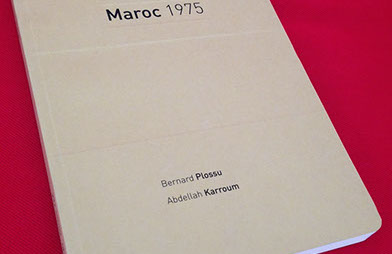 Maroc 1975
Bernard Plossu
Abdellah Karroum